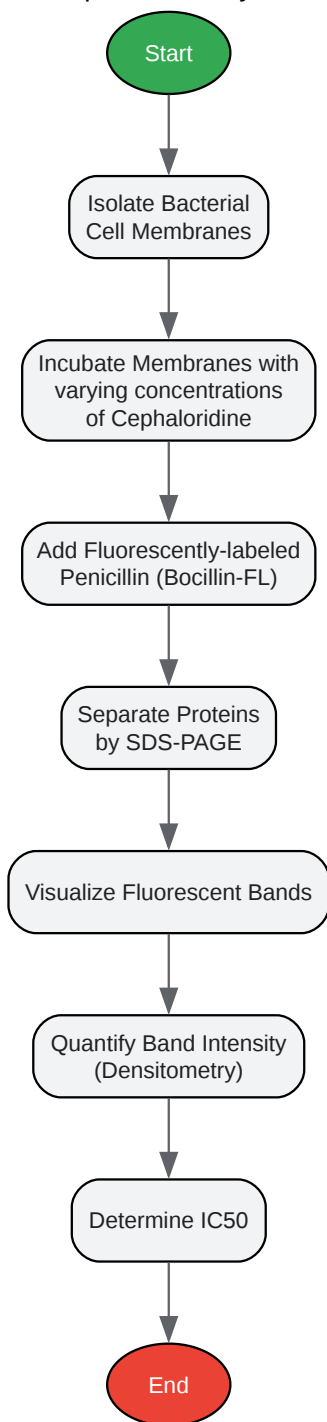 Start
Isolate Bacterial
Cell Membranes
Incubate Membranes with
varying concentrations
of Cephaloridine
Add Fluorescently-labeled
Penicillin (Bocillin-FL)
Separate Proteins
by SDS-PAGE
Visualize Fluorescent Bands
Quantify Band Intensity
(Densitometry)
Determine IC50
End